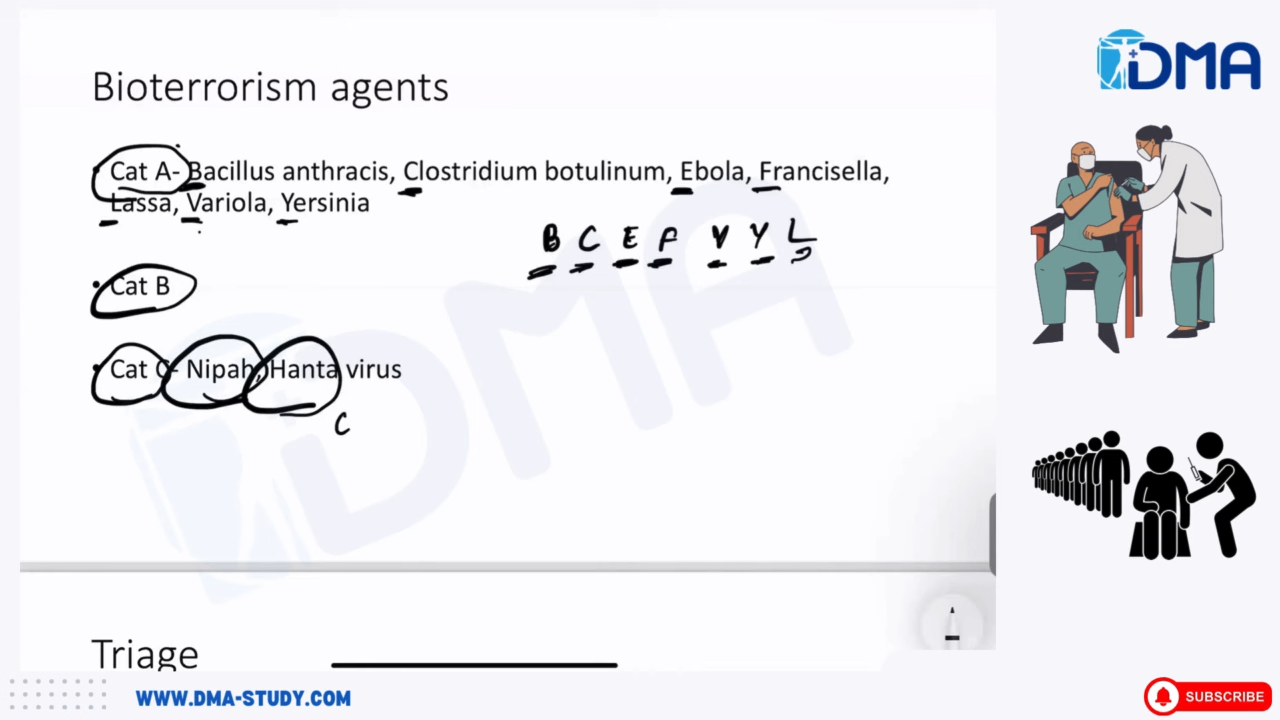 DMA
Bioterrorism agents
• Cat A- Bacillus anthracis, Clostridium botulinum, Ebola, Francisella,
Lassa, Variola, Yersinia
B C E F V Y L
• Cat B
• Cat C- Nipah, Hanta virus
C
DMA
Triage
WWW.DMA-STUDY.COM
SUBSCRIBE